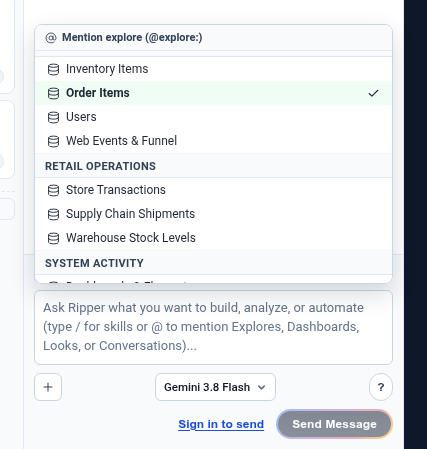 @ Mention explore (@explore:)
Inventory Items
Order Items
Users
Web Events & Funnel
RETAIL OPERATIONS
Store Transactions
Supply Chain Shipments
Warehouse Stock Levels
SYSTEM ACTIVITY
Ask Ripper what you want to build, analyze, or automate
(type / for skills or @ to mention Explores, Dashboards,
Looks, or Conversations)...
+
Gemini 3.8 Flash
?
Sign in to send
Send Message